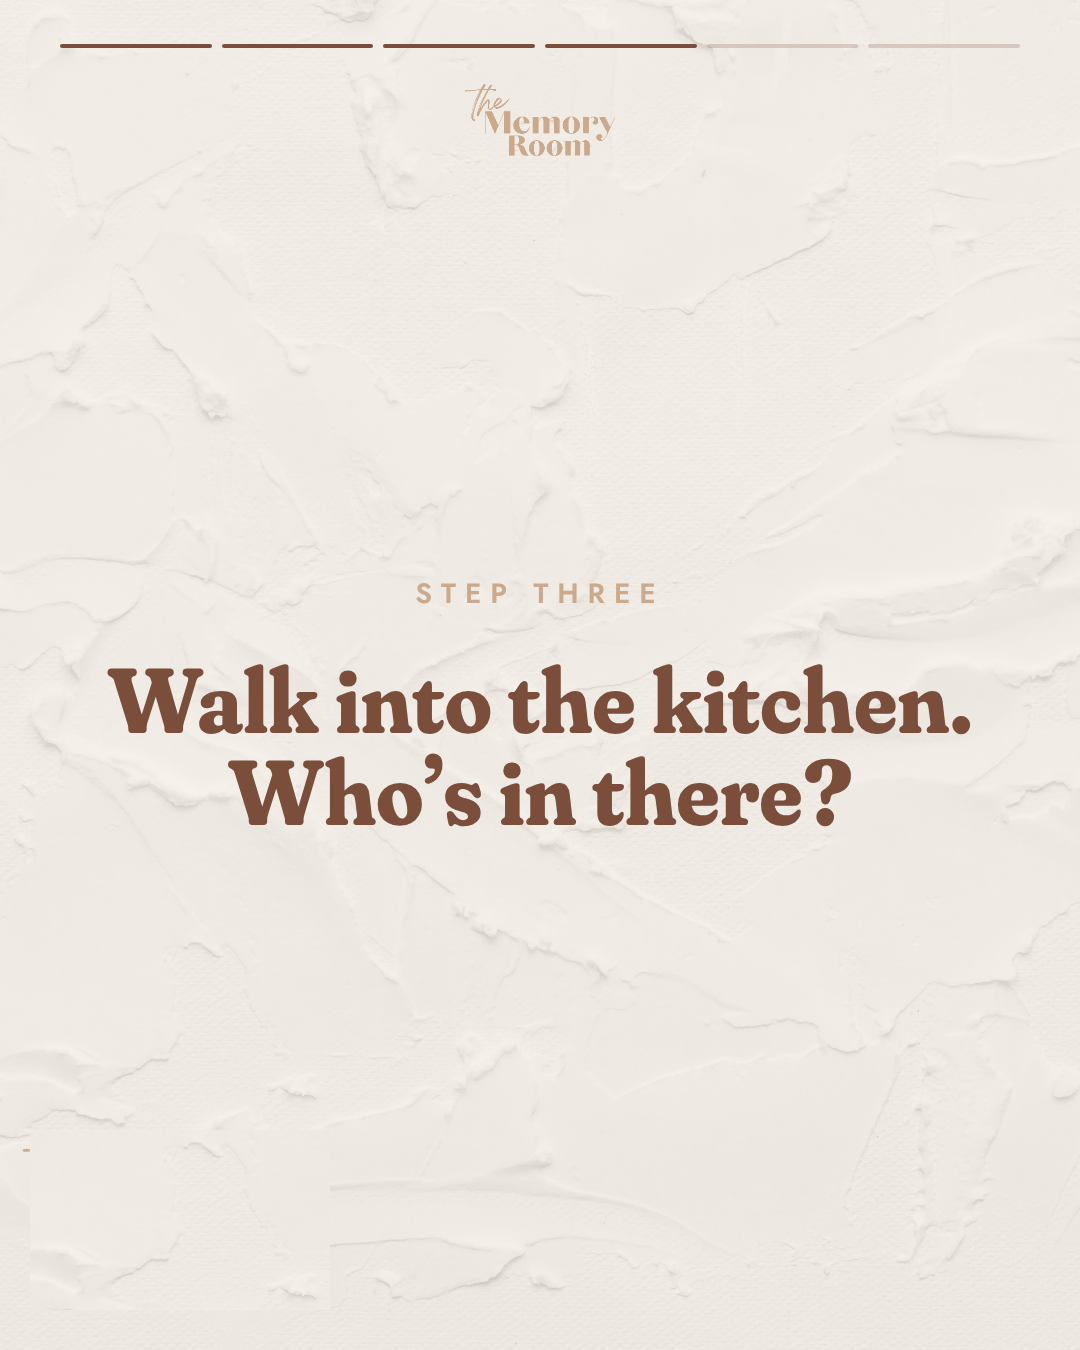 the
Memory
Room
STEP THREE
Walk into the kitchen.
Who’s in there?